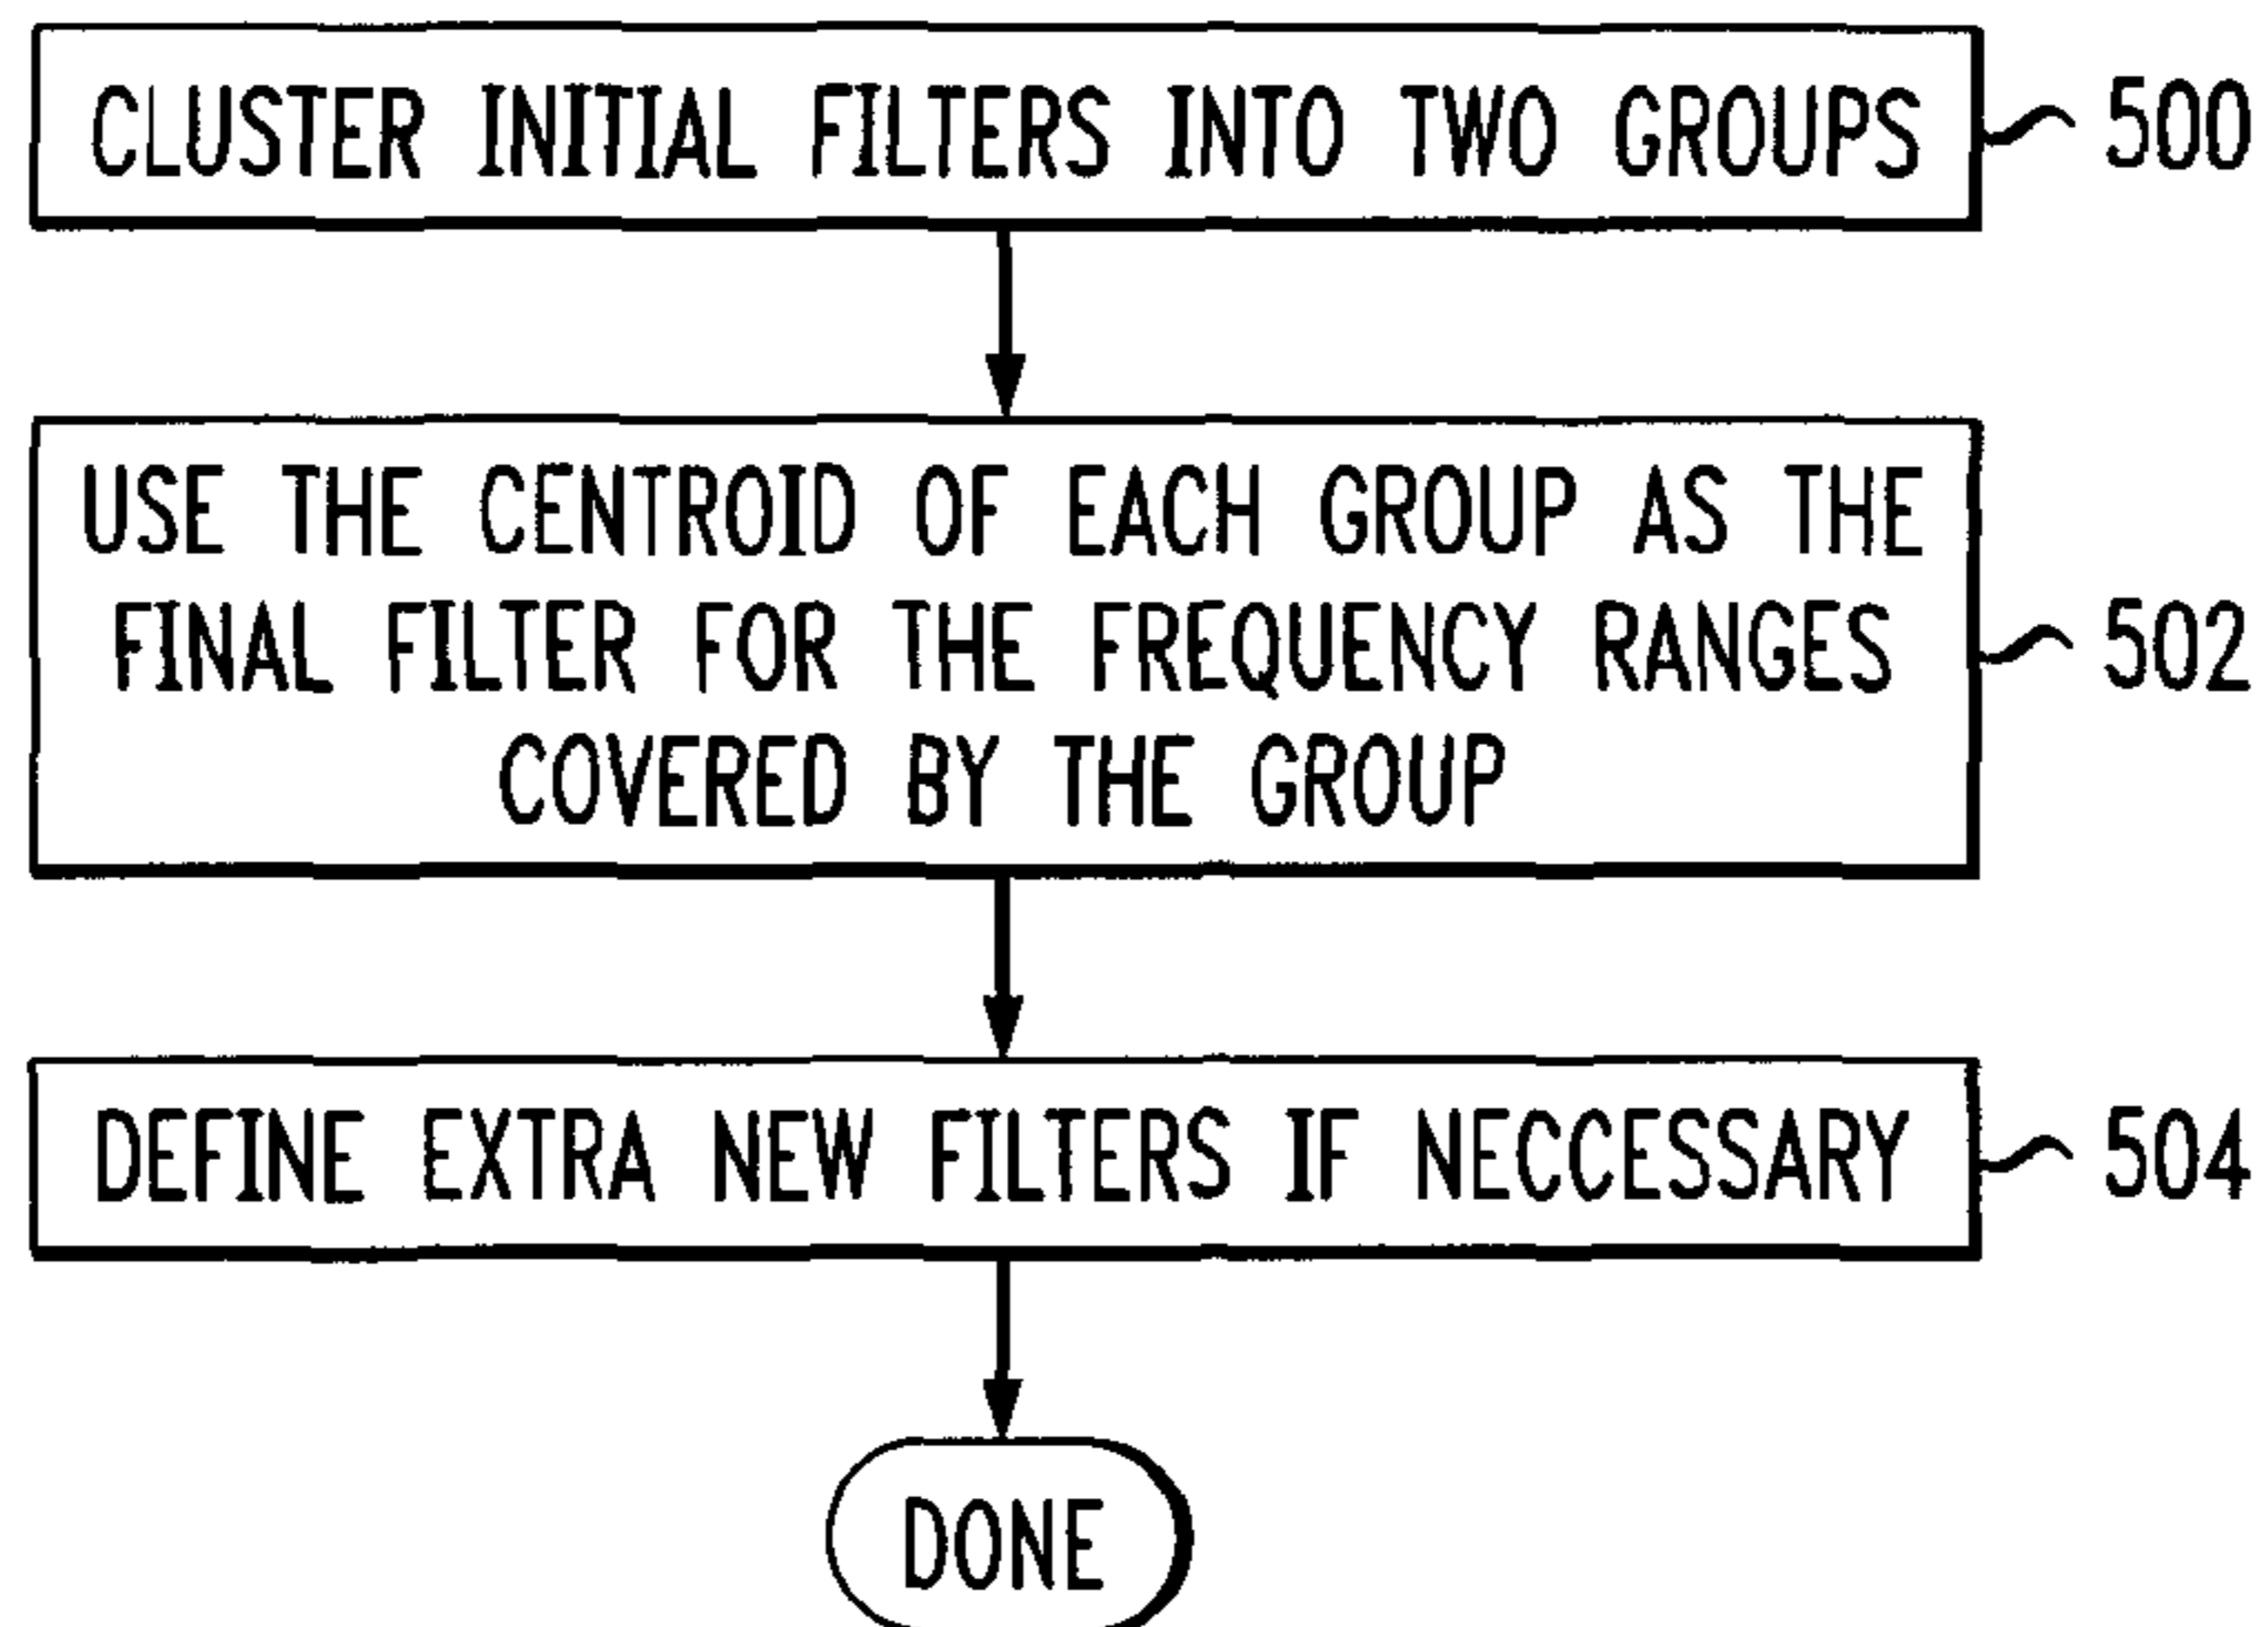 CLUSTER INITIAL FILTERS INTO TWO GROUPS 500
USE THE CENTROID OF EACH GROUP AS THE
FINAL FILTER FOR THE FREQUENCY RANGES 502
COVERED BY THE GROUP
DEFINE EXTRA NEW FILTERS IF NECCESSARY 504
DONE